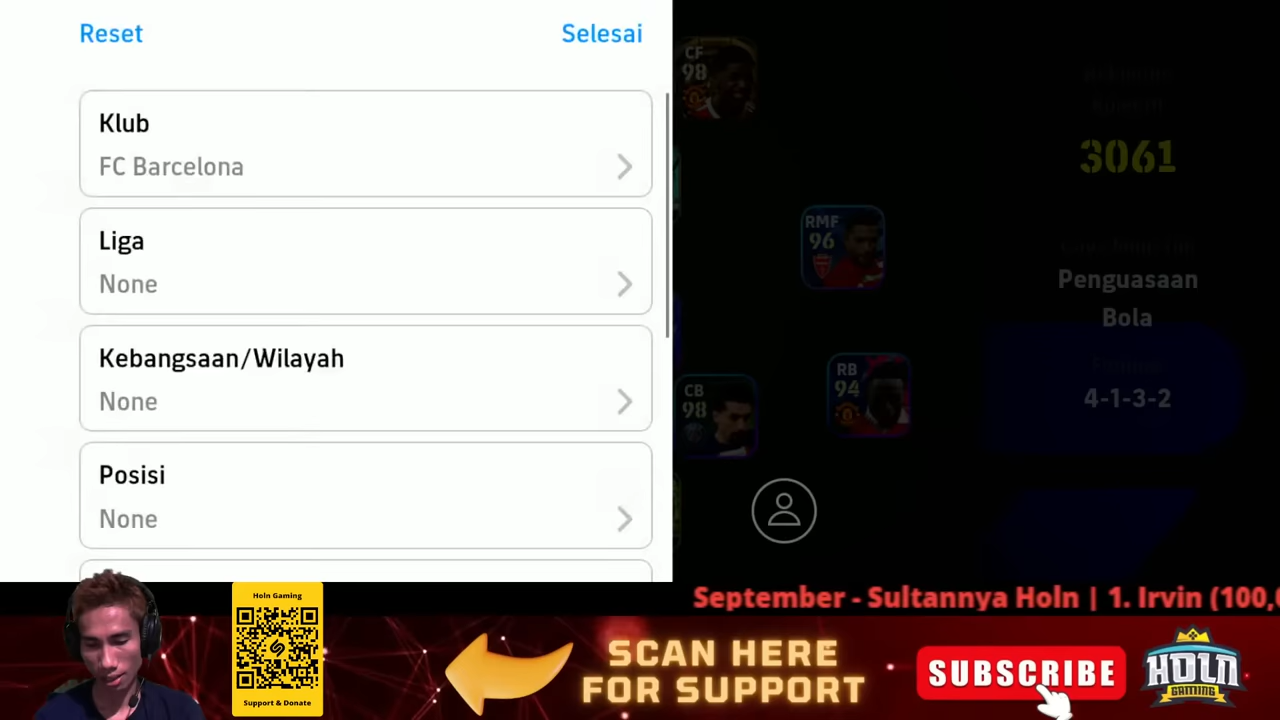 Reset
Selesai
Klub
FC Barcelona
Liga
None
Kebangsaan/Wilayah
None
Posisi
None
CF
98
RMF
96
CB
98
RB
94
3061
Penguasaan
Bola
4-1-3-2
Holn Gaming
Support & Donate
September - Sultannya Holn | 1. Irvin (100,
SCAN HERE
FOR SUPPORT
SUBSCRIBE
HOLN
GAMING